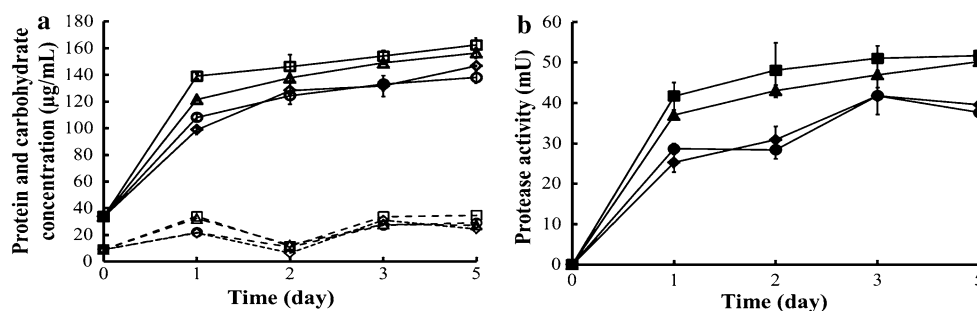 a
Protein and carbohydrate
concentration (µg/mL)
180
160
140
120
100
80
60
40
20
0
0 1 2 3 5
Time (day)
b
Protease activity (mU)
60
50
40
30
20
10
0
0 1 2 3 5
Time (day)